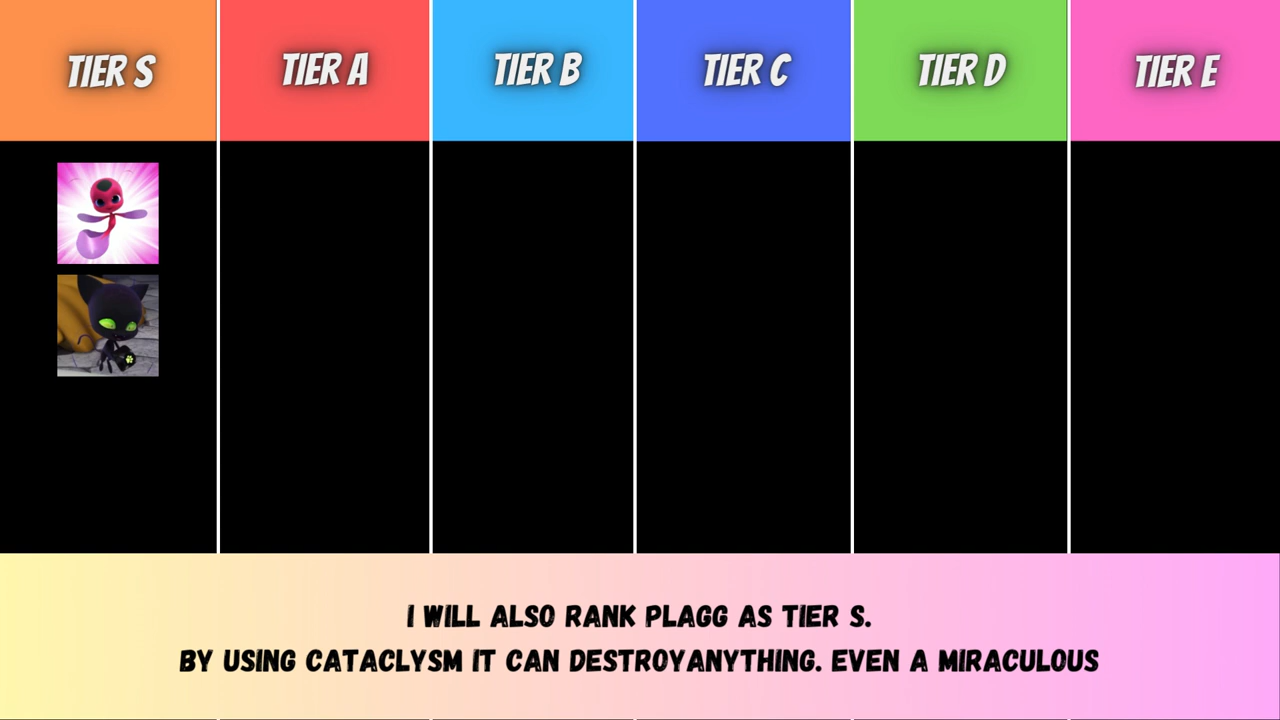 TIER S
TIER A
TIER B
TIER C
TIER D
TIER E
I WILL ALSO RANK PLAGG AS TIER S.
BY USING CATACLYSM IT CAN DESTROYANYTHING. EVEN A MIRACULOUS